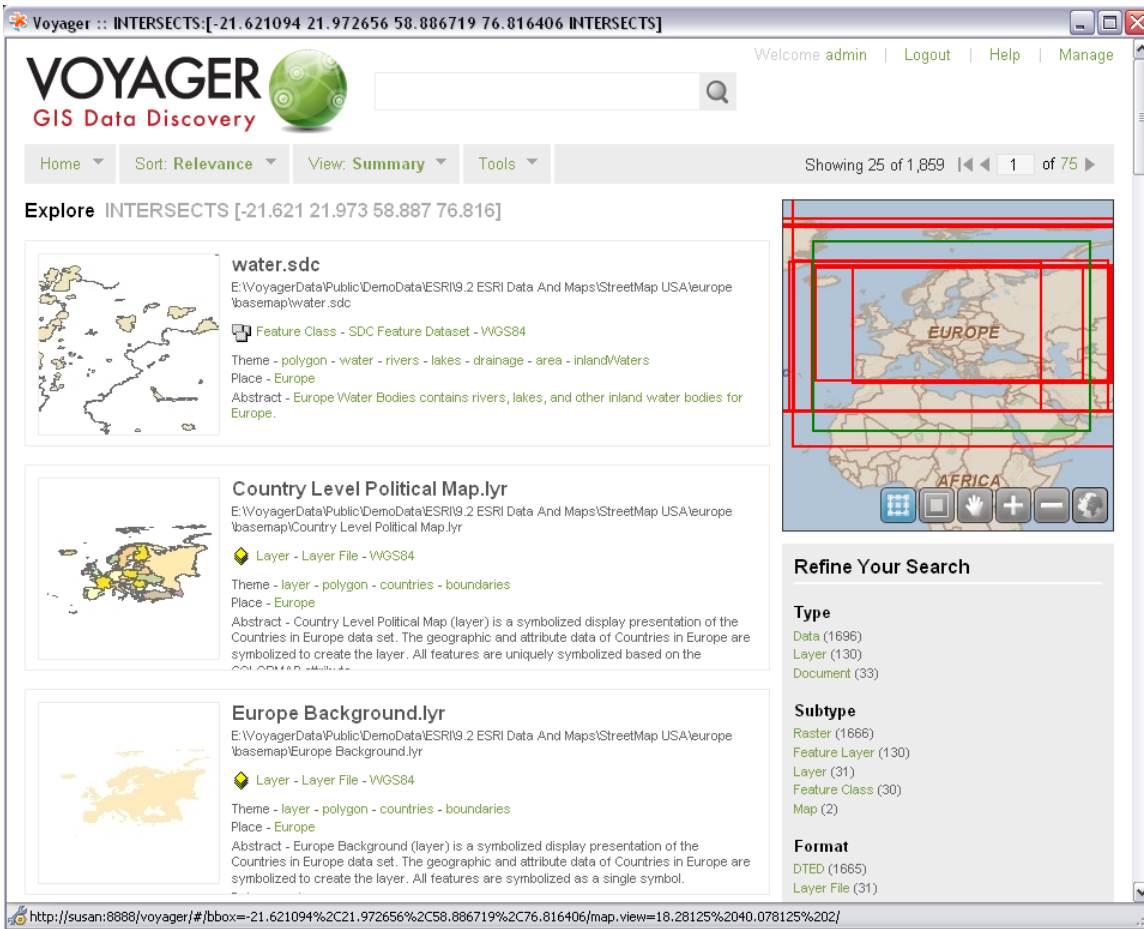 Voyager :: INTERSECTS:[-21.621094 21.972656 58.886719 76.816406 INTERSECTS]
Welcome admin | Logout | Help | Manage
VOYAGER
GIS Data Discovery
Home Sort: Relevance View: Summary Tools Showing 25 of 1,859 1 of 75
Explore INTERSECTS [-21.621 21.973 58.887 76.816]
water.sdc
E:\VoyagerData\Public\DemoData\ESRI\9.2 ESRI Data And Maps\StreetMap USA\europe
\basemap\water.sdc
Feature Class - SDC Feature Dataset - WGS84
Theme - polygon - water - rivers - lakes - drainage - area - inlandWaters
Place - Europe
Abstract - Europe Water Bodies contains rivers, lakes, and other inland water bodies for
Europe.
Country Level Political Map.lyr
E:\VoyagerData\Public\DemoData\ESRI\9.2 ESRI Data And Maps\StreetMap USA\europe
\basemap\Country Level Political Map.lyr
Layer - Layer File - WGS84
Theme - layer - polygon - countries - boundaries
Place - Europe
Abstract - Country Level Political Map (layer) is a symbolized display presentation of the
Countries in Europe data set. The geographic and attribute data of Countries in Europe are
symbolized to create the layer. All features are uniquely symbolized based on the
COLORMAP attribute
Europe Background.lyr
E:\VoyagerData\Public\DemoData\ESRI\9.2 ESRI Data And Maps\StreetMap USA\europe
\basemap\Europe Background.lyr
Layer - Layer File - WGS84
Theme - layer - polygon - countries - boundaries
Place - Europe
Abstract - Europe Background (layer) is a symbolized display presentation of the
Countries in Europe data set. The geographic and attribute data of Countries in Europe are
symbolized to create the layer. All features are symbolized as a single symbol.
EUROPE
AFRICA
Refine Your Search
Type
Data (1696)
Layer (130)
Document (33)
Subtype
Raster (1666)
Feature Layer (130)
Layer (31)
Feature Class (30)
Map (2)
Format
DTED (1665)
Layer File (31)
http://susan:8888/voyager/#/bbox=-21.621094%2C21.972656%2C58.886719%2C76.816406/map.view=18.28125%2040.078125%202/